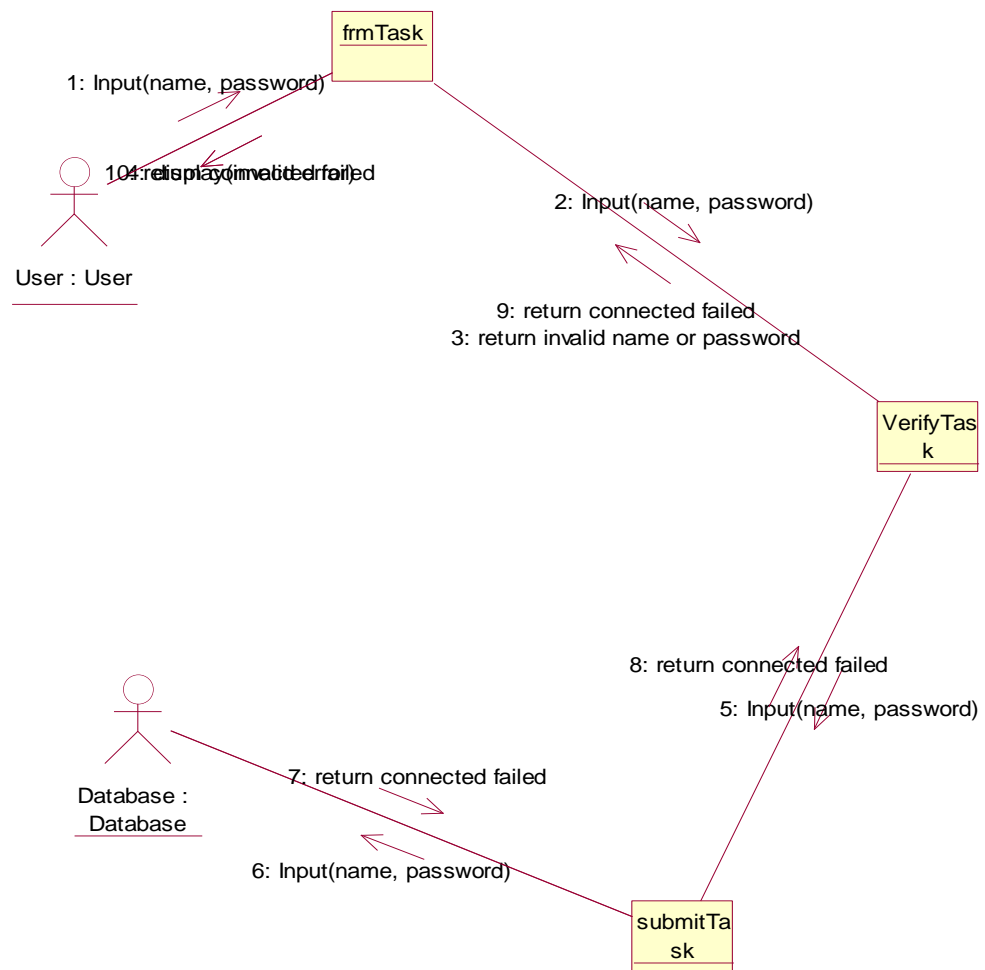 frmTask
1: Input(name, password)
2: Input(name, password)
User : User
9: return connected failed
3: return invalid name or password
VerifyTas
k
8: return connected failed
5: Input(name, password)
7: return connected failed
Database :
Database
6: Input(name, password)
submitTa
sk